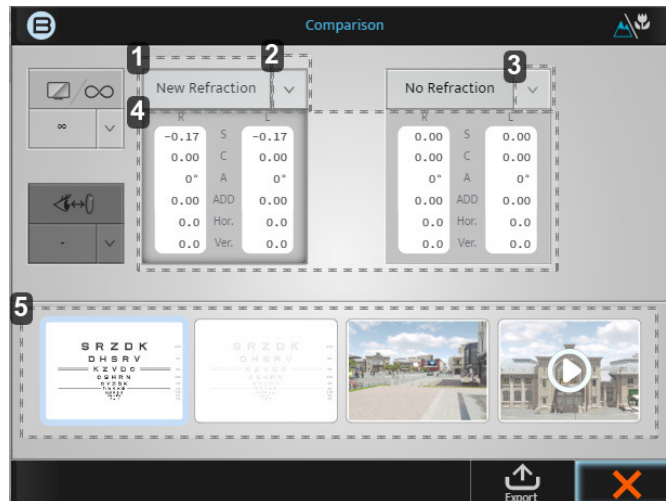 B
Comparison
1
2
3
New Refraction
No Refraction
4
R L
R L
∞
-0.17 S -0.17
0.00 S 0.00
0.00 C 0.00
0.00 C 0.00
0° A 0°
0° A 0°
0.00 ADD 0.00
0.00 ADD 0.00
0.0 Hor. 0.0
0.0 Hor. 0.0
-
0.0 Ver. 0.0
0.0 Ver. 0.0
5
S R Z D K
D H S R V
K Z V D C
Export